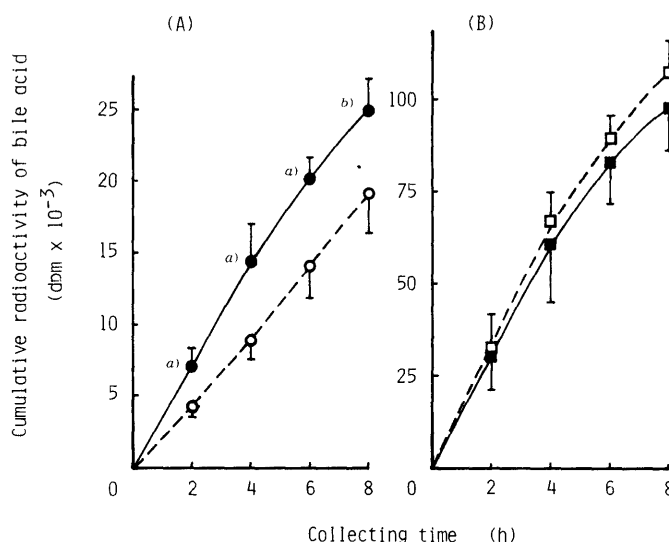 (A)
(B)
Cumulative radioactivity of bile acid
(dpm x 10⁻³)
25
20
15
10
5
0
2
4
6
8
a)
a)
a)
b)
100
75
50
25
0
2
4
6
8
Collecting time (h)